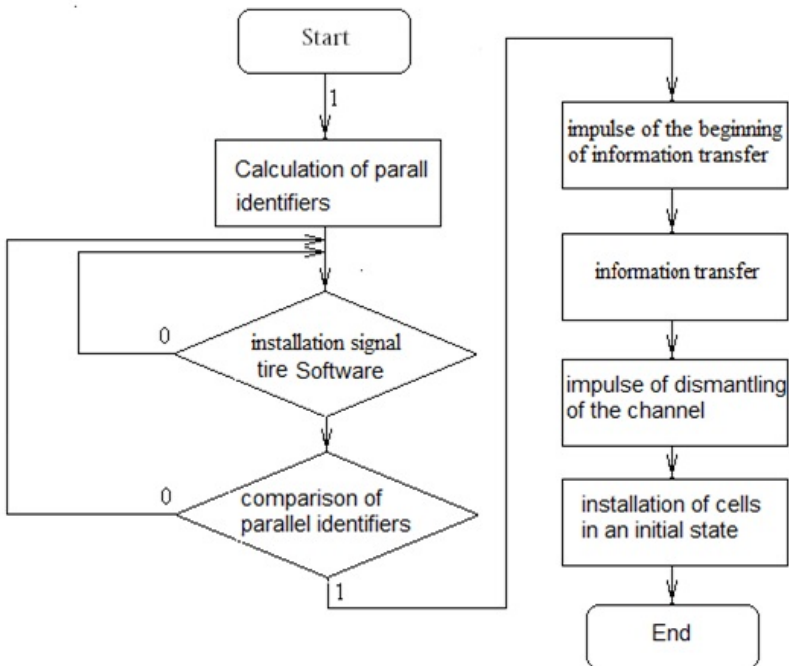 Start
1
Calculation of parall
identifiers
0
installation signal
tire Software
0
comparison of
parallel identifiers
1
impulse of the beginning
of information transfer
information transfer
impulse of dismantling
of the channel
installation of cells
in an initial state
End